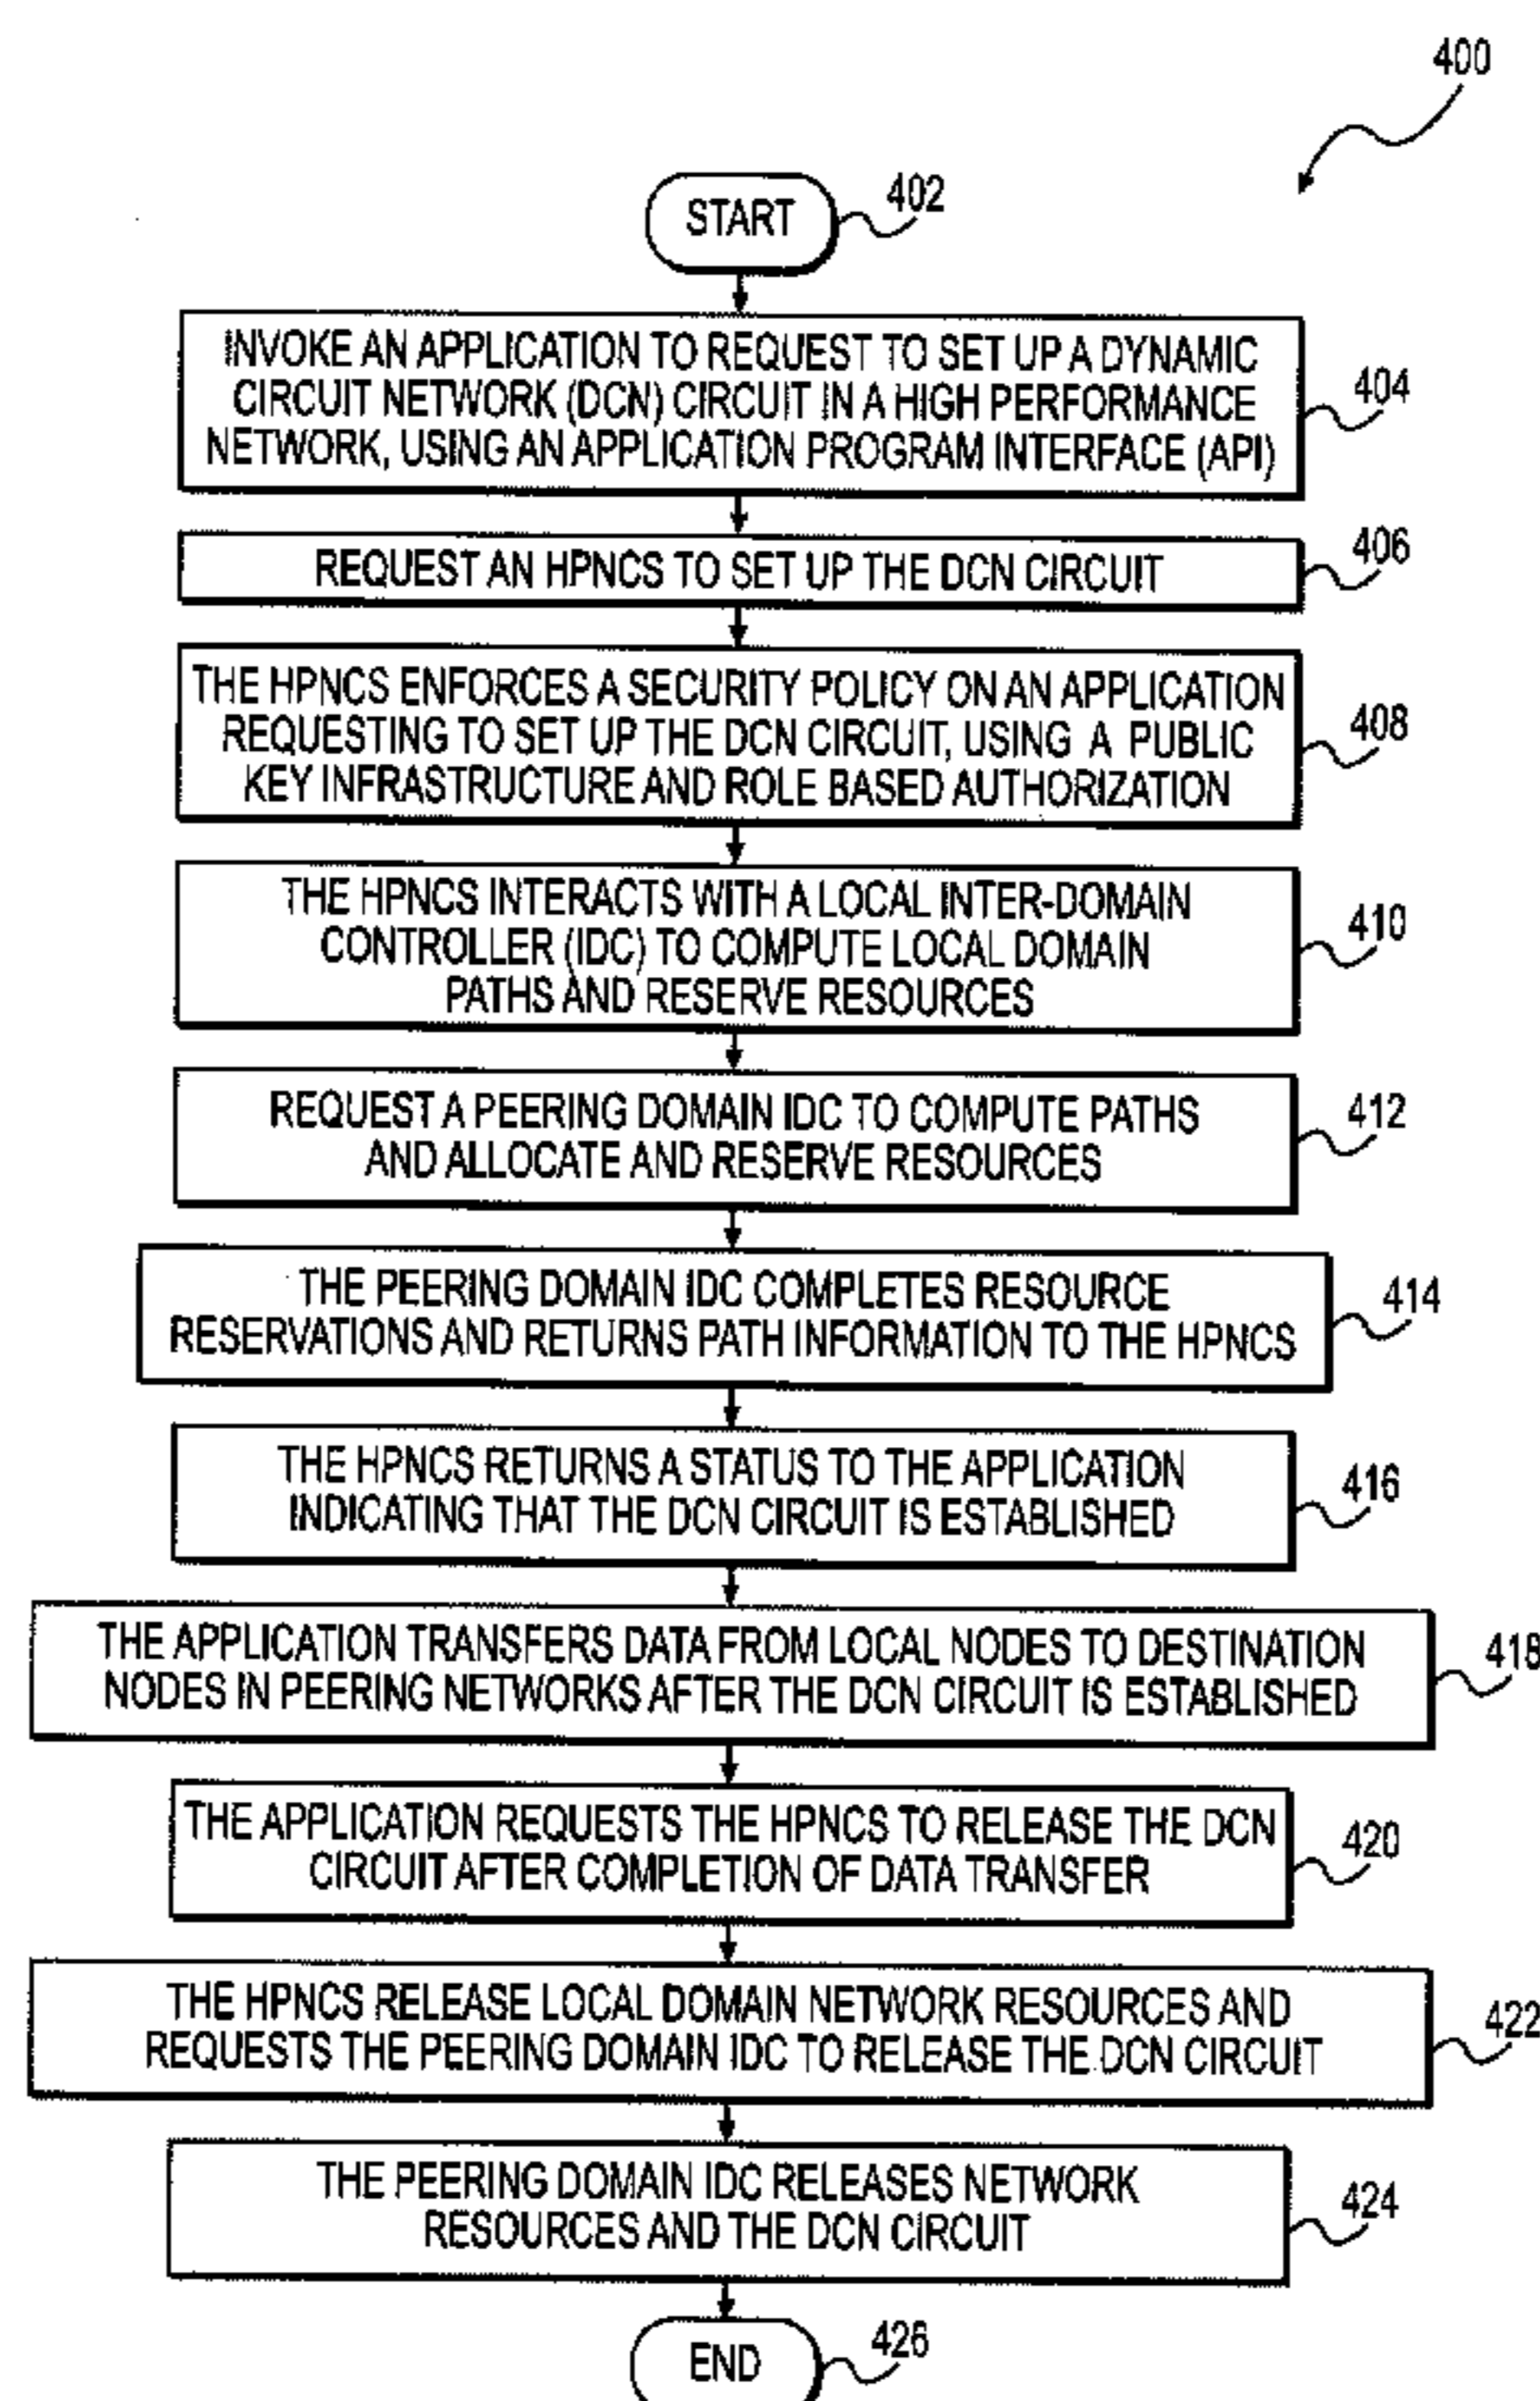 400
START
402
INVOKE AN APPLICATION TO REQUEST TO SET UP A DYNAMIC
CIRCUIT NETWORK (DCN) CIRCUIT IN A HIGH PERFORMANCE
NETWORK, USING AN APPLICATION PROGRAM INTERFACE (API)
404
REQUEST AN HPNCS TO SET UP THE DCN CIRCUIT
406
THE HPNCS ENFORCES A SECURITY POLICY ON AN APPLICATION
REQUESTING TO SET UP THE DCN CIRCUIT, USING A PUBLIC
KEY INFRASTRUCTURE AND ROLE BASED AUTHORIZATION
408
THE HPNCS INTERACTS WITH A LOCAL INTER-DOMAIN
CONTROLLER (IDC) TO COMPUTE LOCAL DOMAIN
PATHS AND RESERVE RESOURCES
410
REQUEST A PEERING DOMAIN IDC TO COMPUTE PATHS
AND ALLOCATE AND RESERVE RESOURCES
412
THE PEERING DOMAIN IDC COMPLETES RESOURCE
RESERVATIONS AND RETURNS PATH INFORMATION TO THE HPNCS
414
THE HPNCS RETURNS A STATUS TO THE APPLICATION
INDICATING THAT THE DCN CIRCUIT IS ESTABLISHED
416
THE APPLICATION TRANSFERS DATA FROM LOCAL NODES TO DESTINATION
NODES IN PEERING NETWORKS AFTER THE DCN CIRCUIT IS ESTABLISHED
418
THE APPLICATION REQUESTS THE HPNCS TO RELEASE THE DCN
CIRCUIT AFTER COMPLETION OF DATA TRANSFER
420
THE HPNCS RELEASE LOCAL DOMAIN NETWORK RESOURCES AND
REQUESTS THE PEERING DOMAIN IDC TO RELEASE THE DCN CIRCUIT
422
THE PEERING DOMAIN IDC RELEASES NETWORK
RESOURCES AND THE DCN CIRCUIT
424
END
426